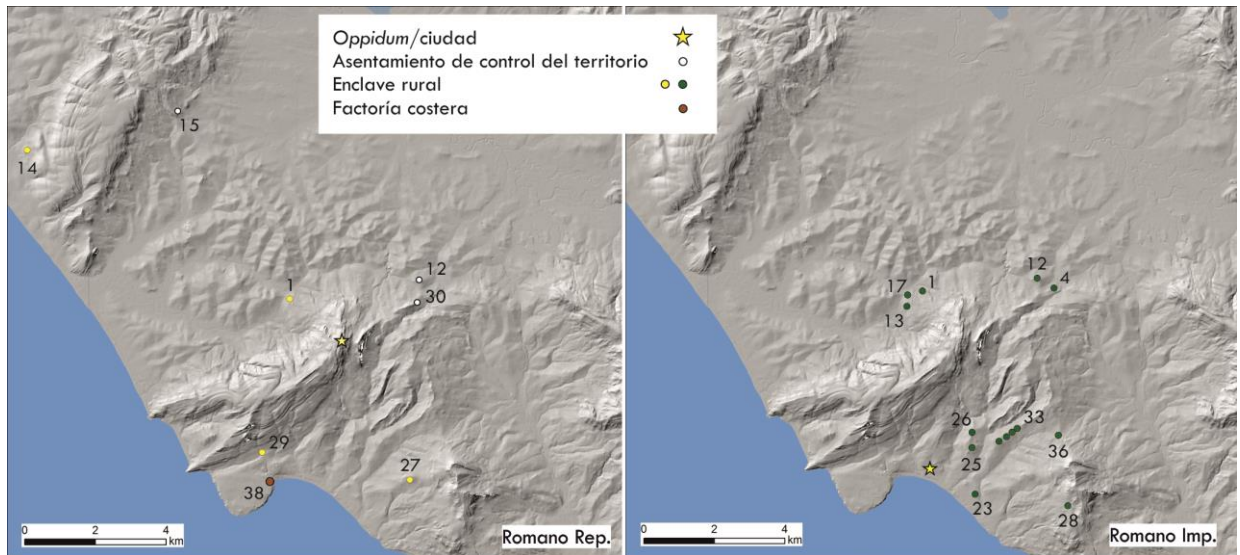 Oppidum/ciudad
Asentamiento de control del territorio
Enclave rural
Factoría costera
15
14
12
1
30
29
27
38
0 2 4
km
Romano Rep.
12
17 1 4
13
33
26
36
25
23
28
0 2 4
km
Romano Imp.